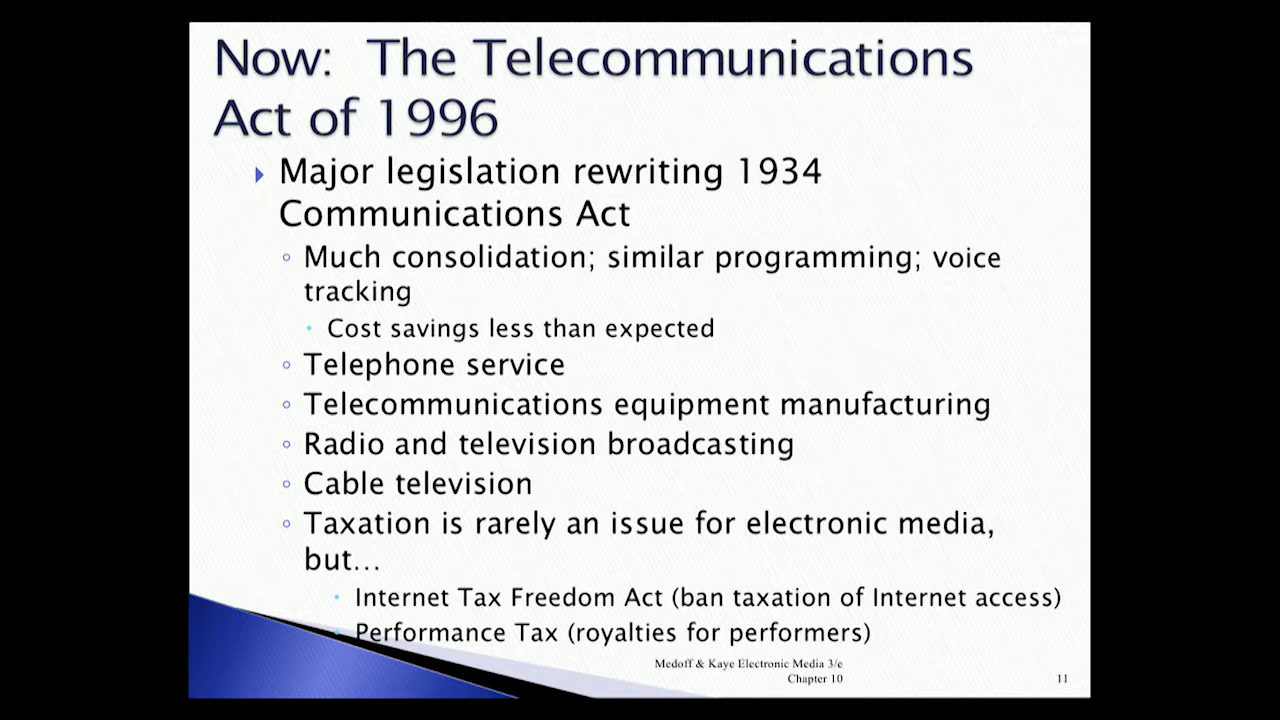 Now: The Telecommunications
Act of 1996
Major legislation rewriting 1934
Communications Act
Much consolidation; similar programming; voice
tracking
Cost savings less than expected
Telephone service
Telecommunications equipment manufacturing
Radio and television broadcasting
Cable television
Taxation is rarely an issue for electronic media,
but…
Internet Tax Freedom Act (ban taxation of Internet access)
Performance Tax (royalties for performers)
Medoff & Kaye Electronic Media 3/e
Chapter 10
11